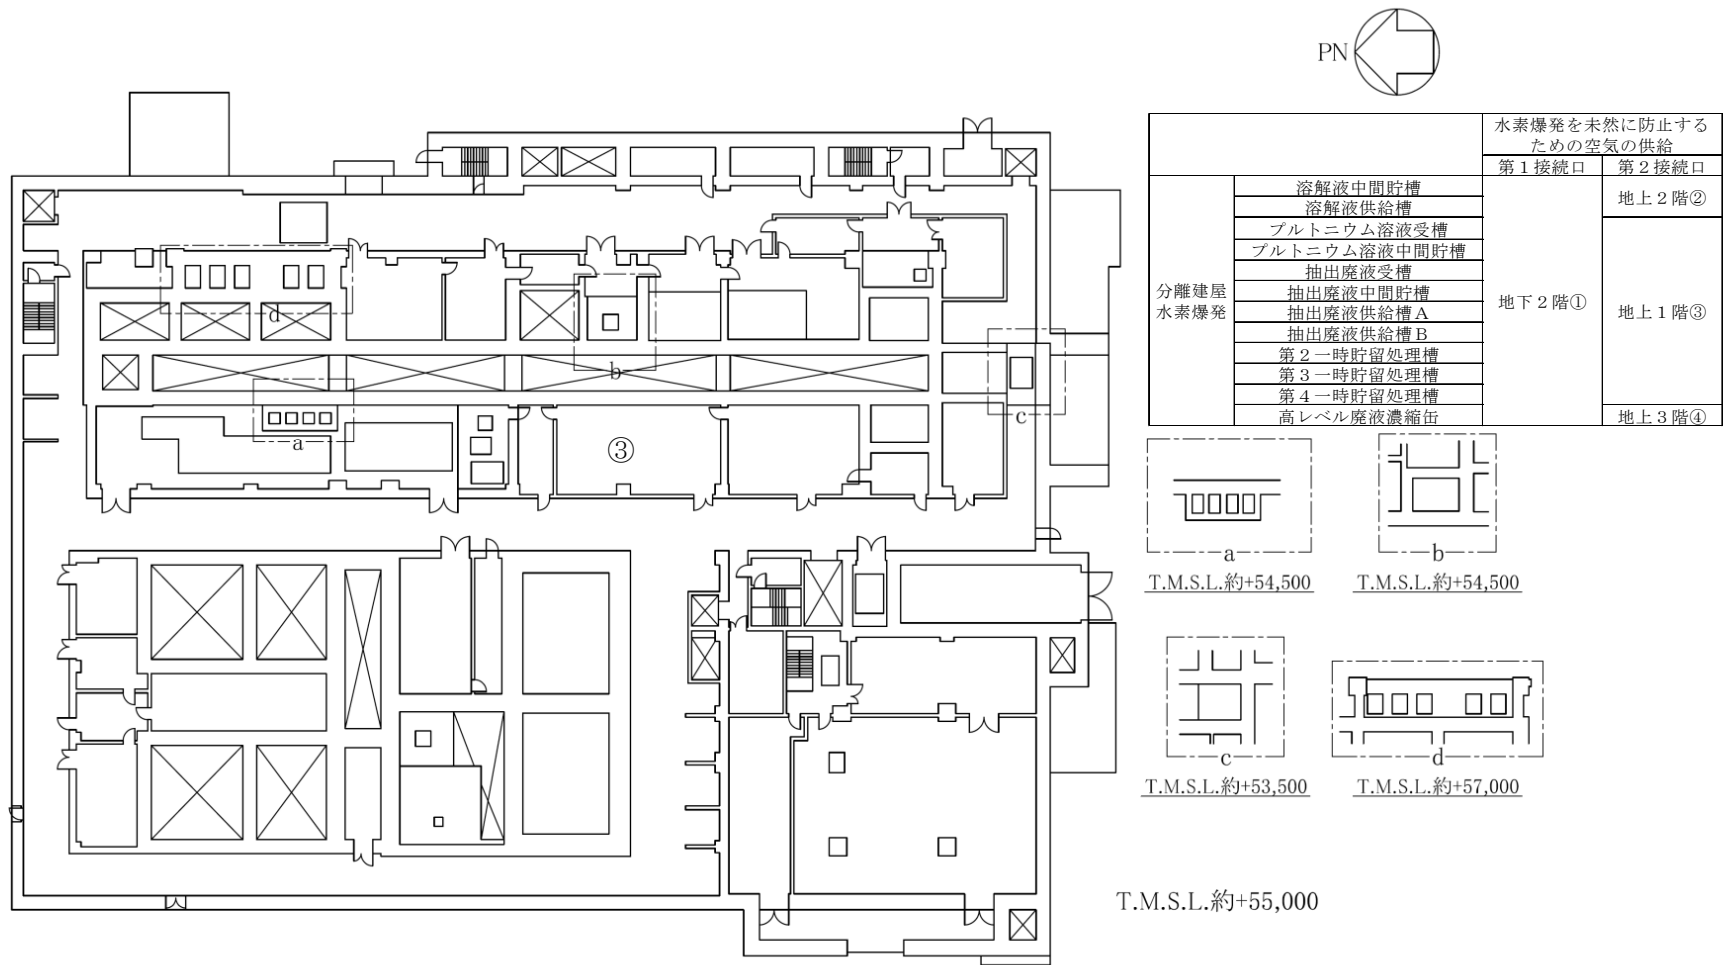 PN
水素爆発を未然に防止する
ための空気の供給
第1接続口
第2接続口
分離建屋
水素爆発
溶解液中間貯槽
溶解液供給槽
プルトニウム溶液受槽
プルトニウム溶液中間貯槽
抽出廃液受槽
抽出廃液中間貯槽
抽出廃液供給槽A
抽出廃液供給槽B
第2一時貯留処理槽
第3一時貯留処理槽
第4一時貯留処理槽
高レベル廃液濃縮缶
地下2階①
地上2階②
地上1階③
地上3階④
d
b
c
a
③
a
T.M.S.L.約+54,500
b
T.M.S.L.約+54,500
c
T.M.S.L.約+53,500
d
T.M.S.L.約+57,000
T.M.S.L.約+55,000